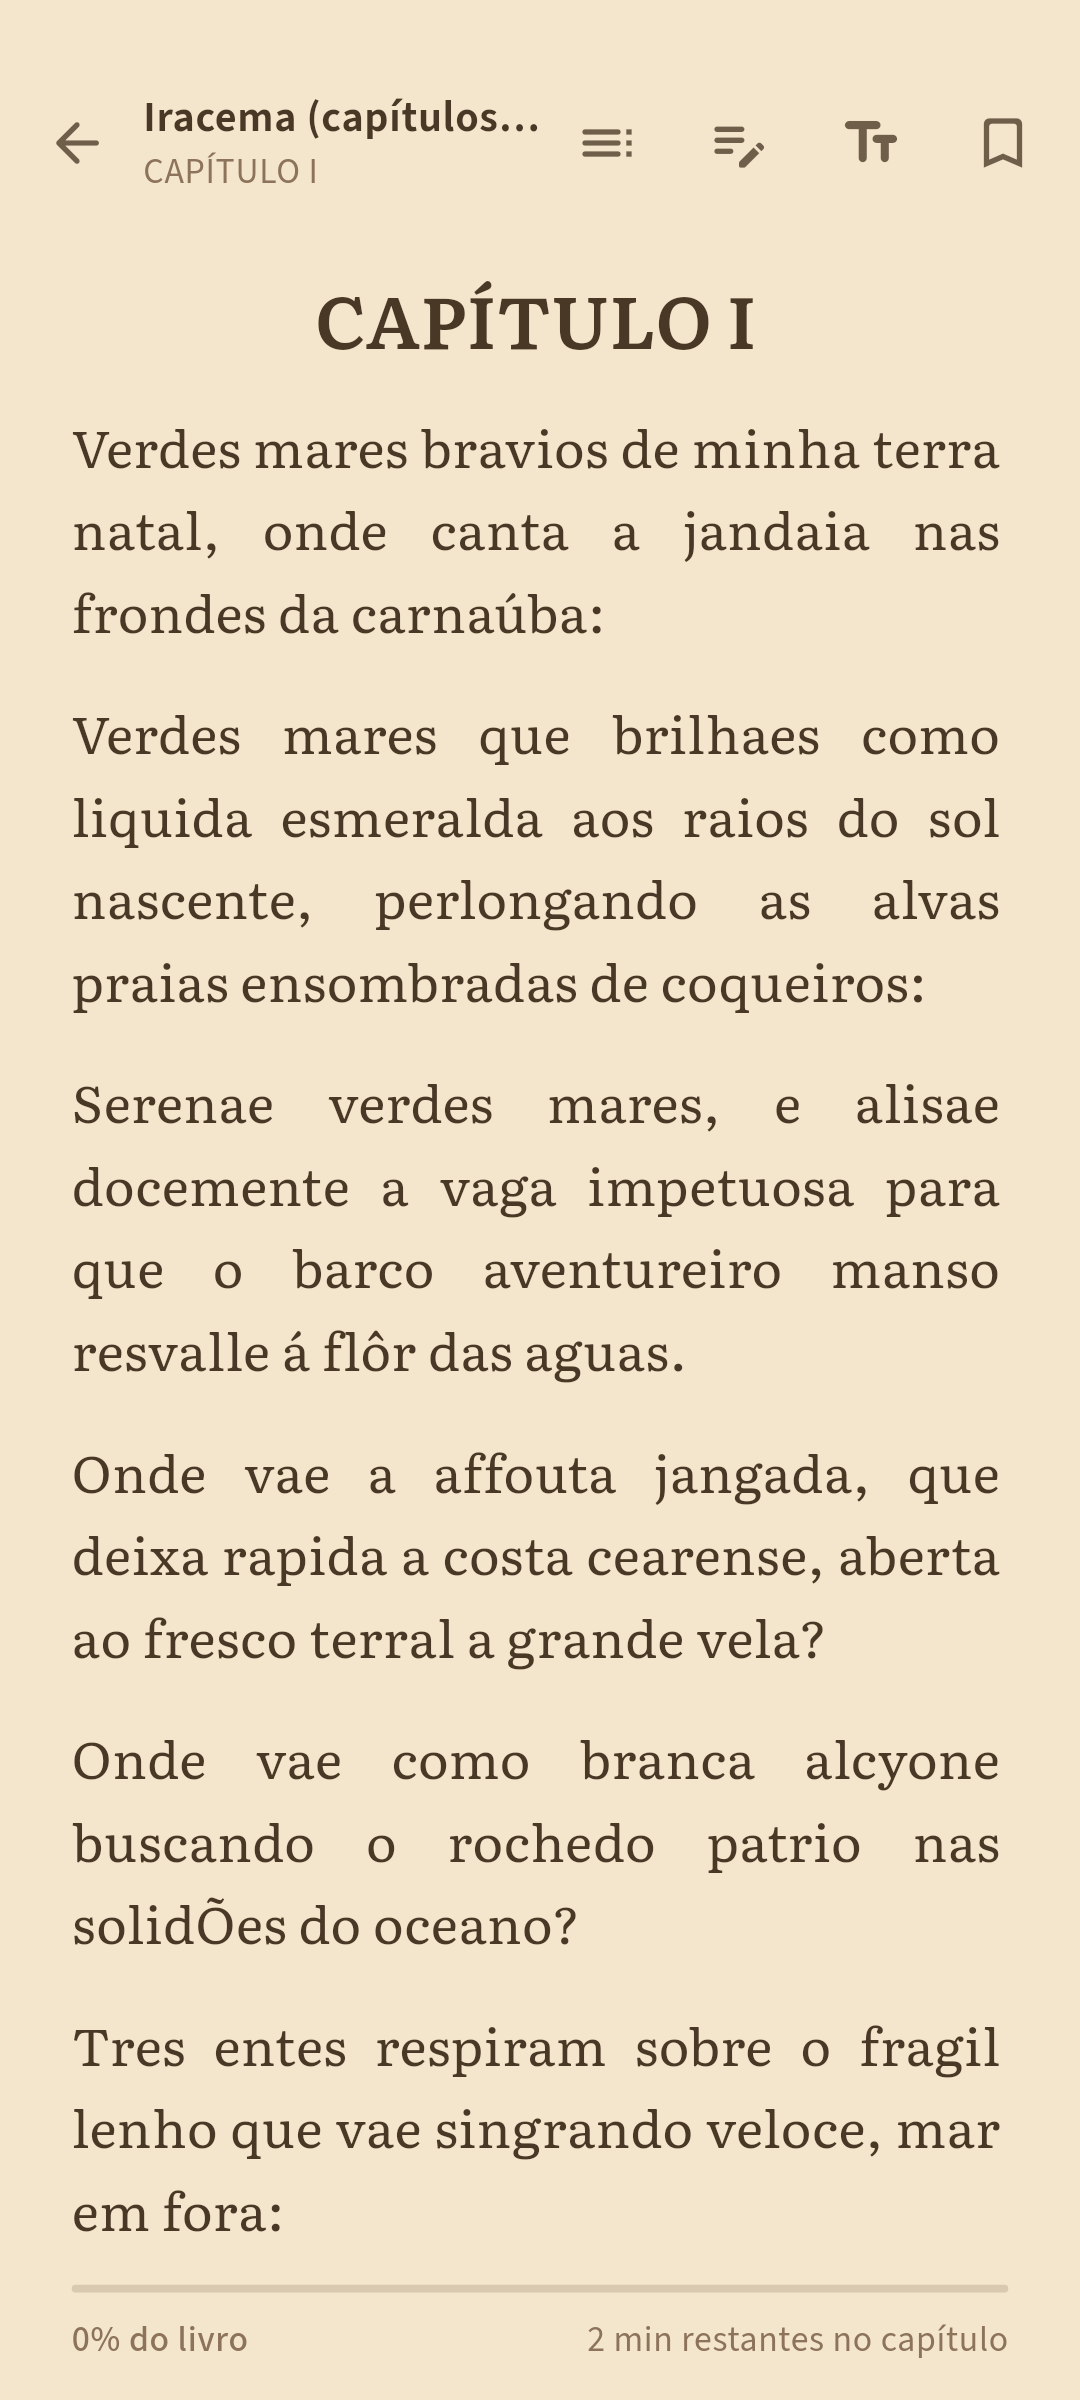 Iracema (capítulos...
CAPÍTULO I
CAPÍTULO I
Verdes mares bravios de minha terra
natal, onde canta a jandaia nas
frondes da carnaúba:
Verdes mares que brilhaes como
liquida esmeralda aos raios do sol
nascente, perlongando as alvas
praias ensombradas de coqueiros:
Serenae verdes mares, e alisae
docemente a vaga impetuosa para
que o barco aventureiro manso
resvalle á flôr das aguas.
Onde vae a affouta jangada, que
deixa rapida a costa cearense, aberta
ao fresco terral a grande vela?
Onde vae como branca alcyone
buscando o rochedo patrio nas
solidÕes do oceano?
Tres entes respiram sobre o fragil
lenho que vae singrando veloce, mar
em fora:
0% do livro
2 min restantes no capítulo